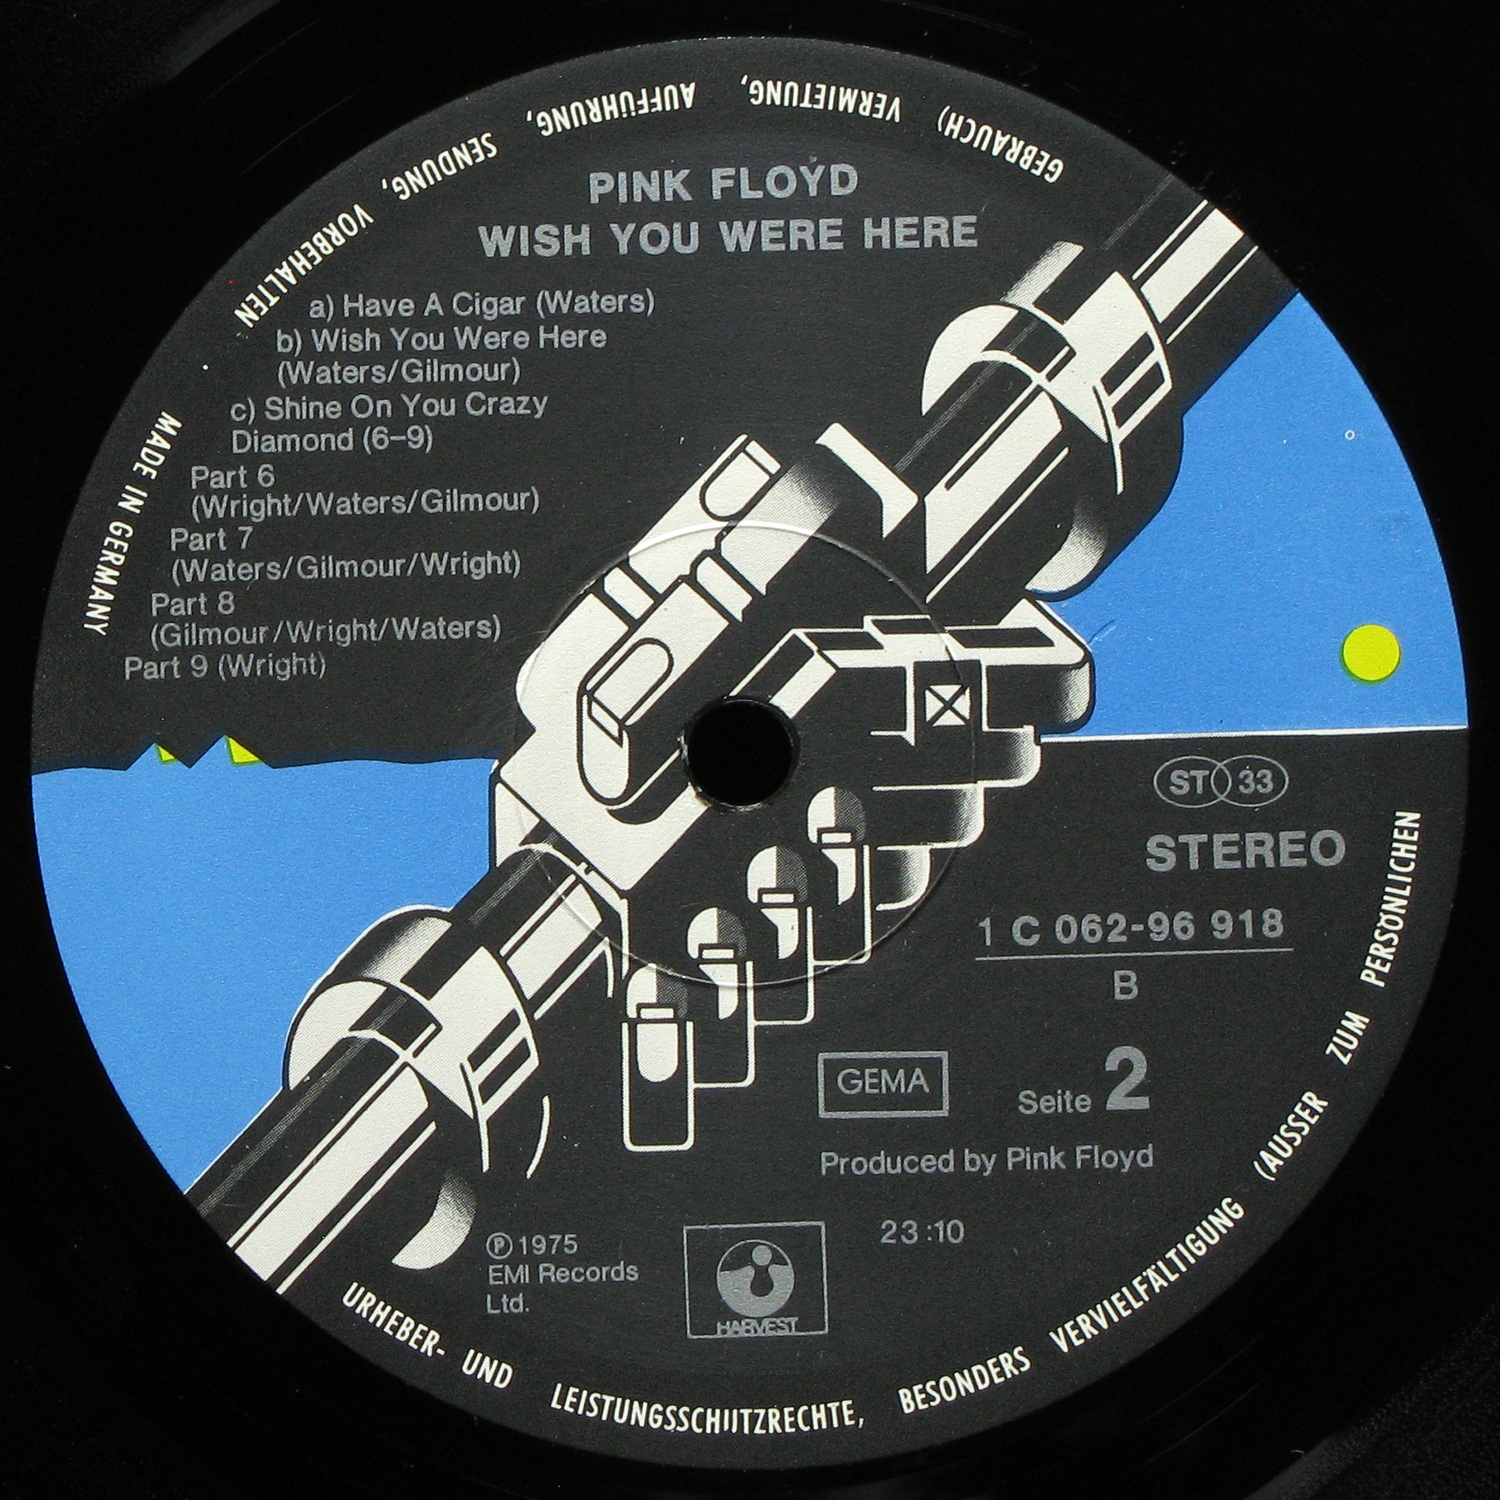 PINK FLOYD
WISH YOU WERE HERE
a) Have A Cigar (Waters)
b) Wish You Were Here
(Waters/Gilmour)
c) Shine On You Crazy
Diamond (6–9)
Part 6
(Wright/Waters/Gilmour)
Part 7
(Waters/Gilmour/Wright)
Part 8
(Gilmour/Wright/Waters)
Part 9 (Wright)
ST 33
STEREO
1 C 062-96 918
B
GEMA
Seite 2
Produced by Pink Floyd
23:10
℗ 1975
EMI Records
Ltd.
HARVEST
URHEBER- UND LEISTUNGSSCHUTZRECHTE, BESONDERS VERVIELFÄLTIGUNG (AUSSER ZUM PERSÖNLICHEN GEBRAUCH) VERMIETUNG, AUFFÜHRUNG, SENDUNG, VORBEHALTEN
MADE IN GERMANY